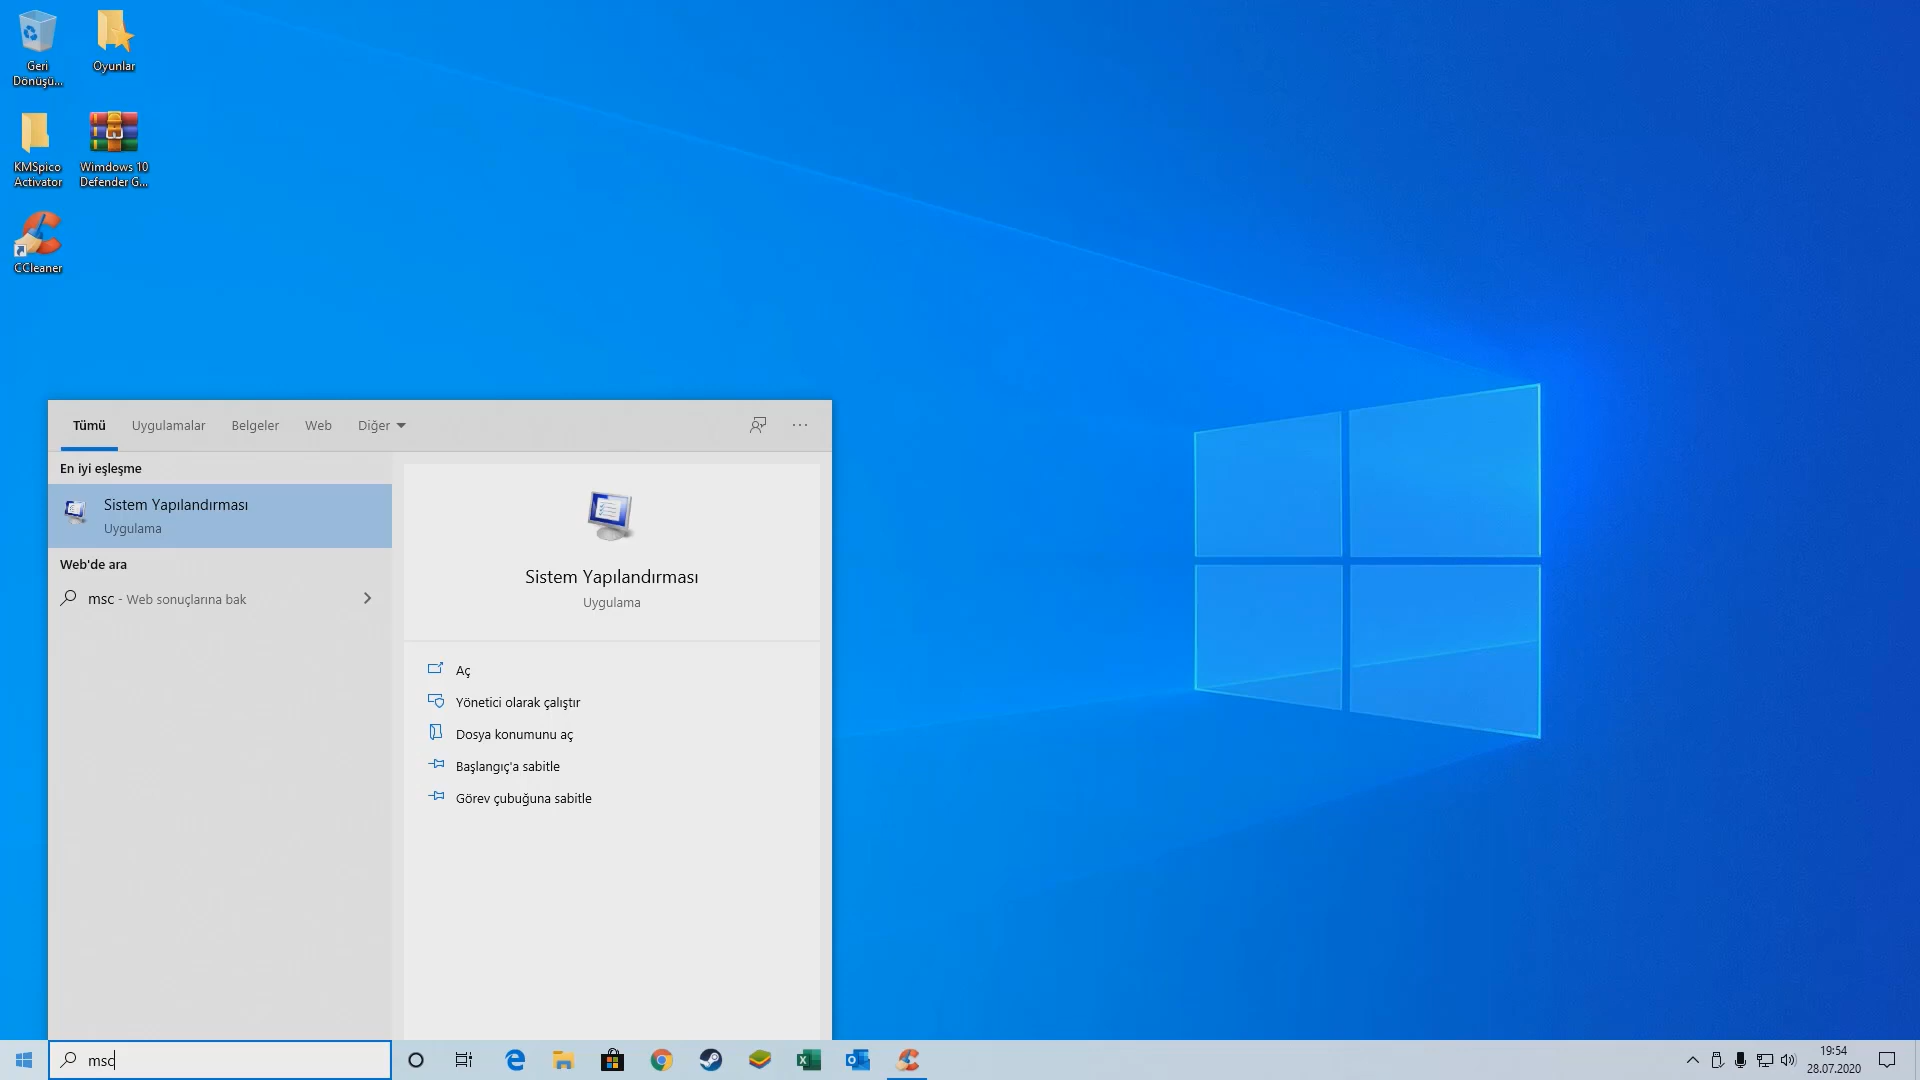 Geri
Dönüşü...
Oyunlar
KMSpico
Activator
Wimdows 10
Defender G...
CCleaner
Tümü
Uygulamalar
Belgeler
Web
Diğer
En iyi eşleşme
Sistem Yapılandırması
Uygulama
Web'de ara
msc - Web sonuçlarına bak
Sistem Yapılandırması
Uygulama
Aç
Yönetici olarak çalıştır
Dosya konumunu aç
Başlangıç'a sabitle
Görev çubuğuna sabitle
msc
19:54
28.07.2020